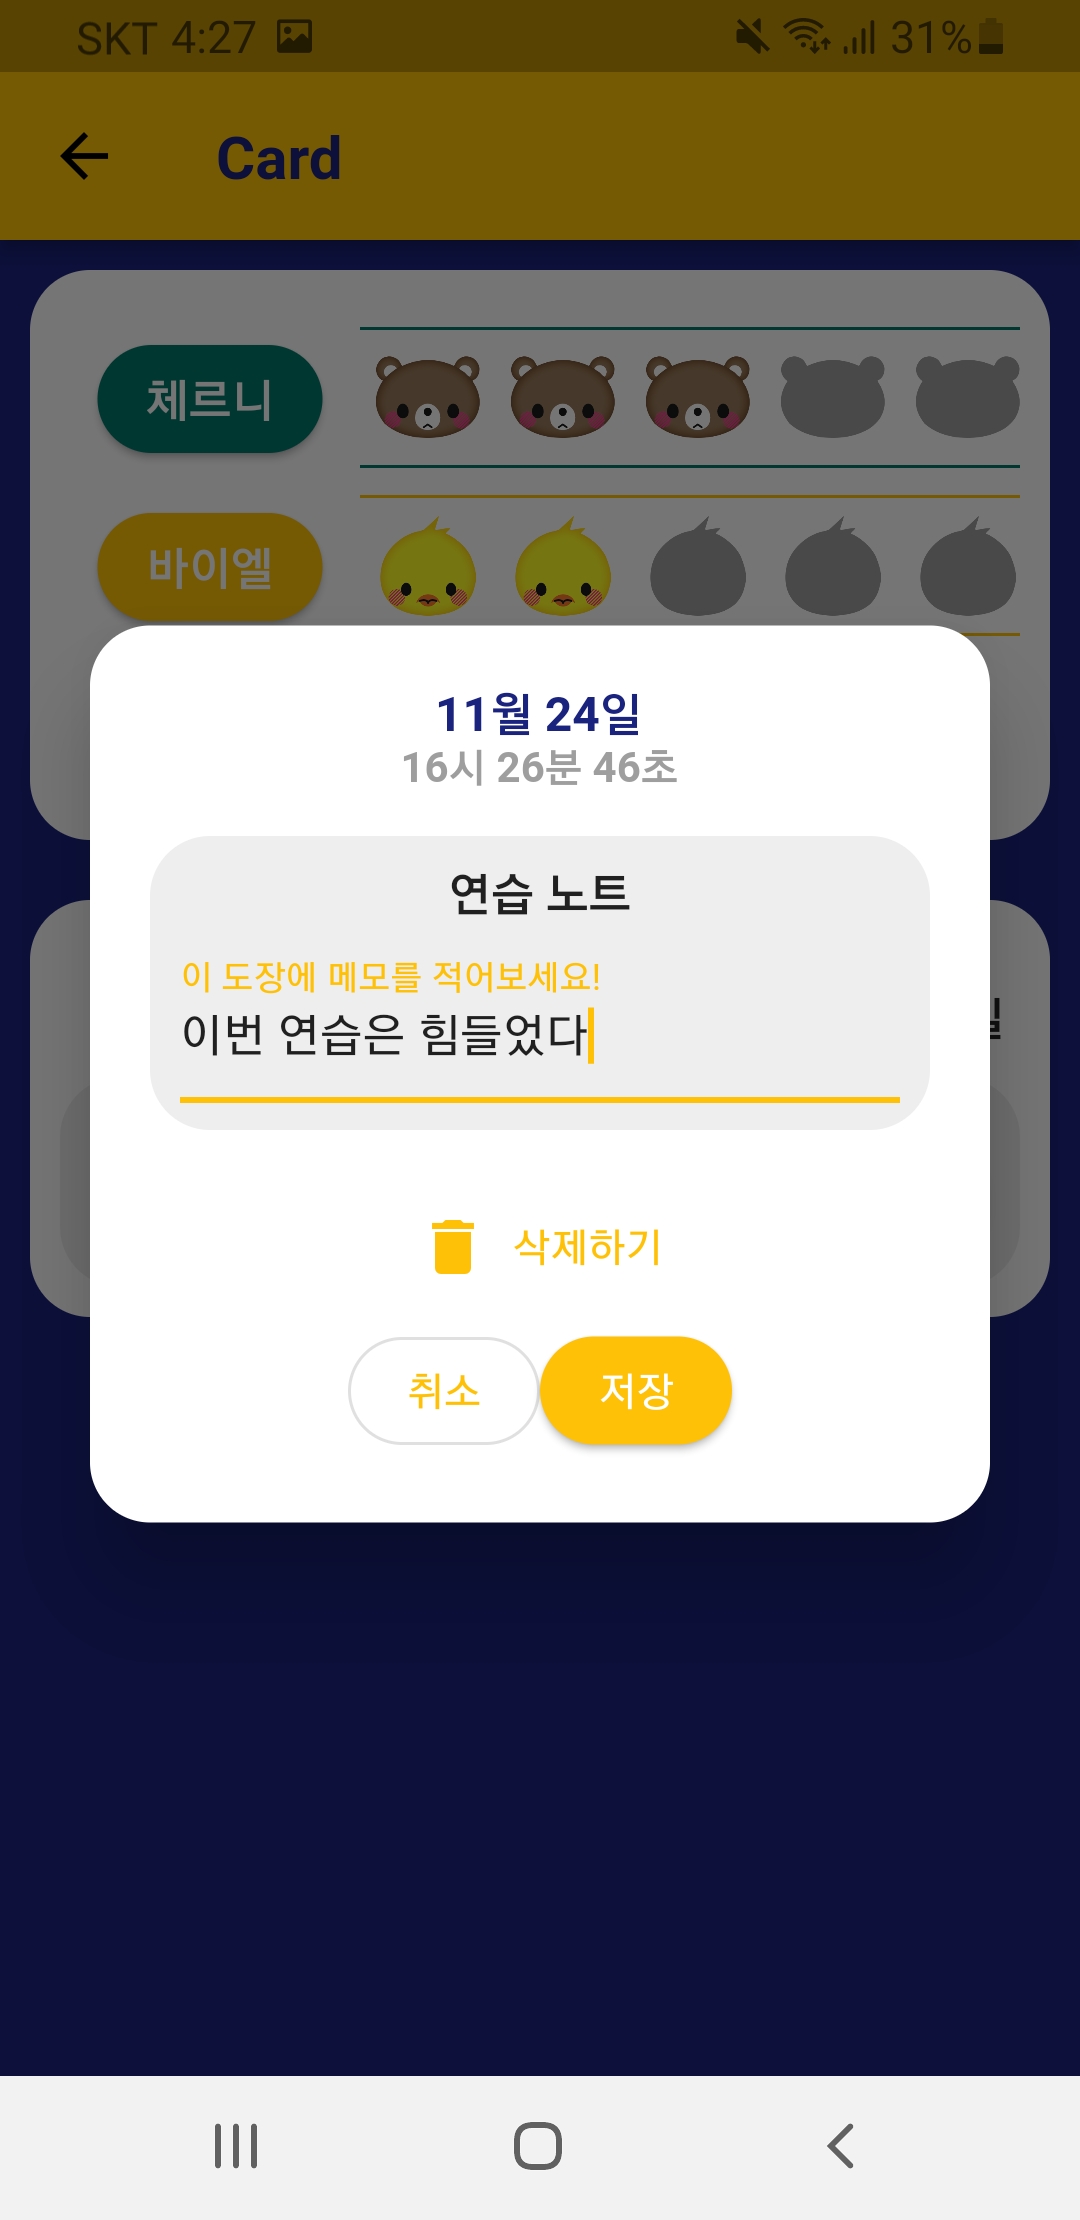 SKT 4:27 31%
Card
체르니
바이엘
11월 24일
16시 26분 46초
연습 노트
이 도장에 메모를 적어보세요!
이번 연습은 힘들었다
삭제하기
취소 저장